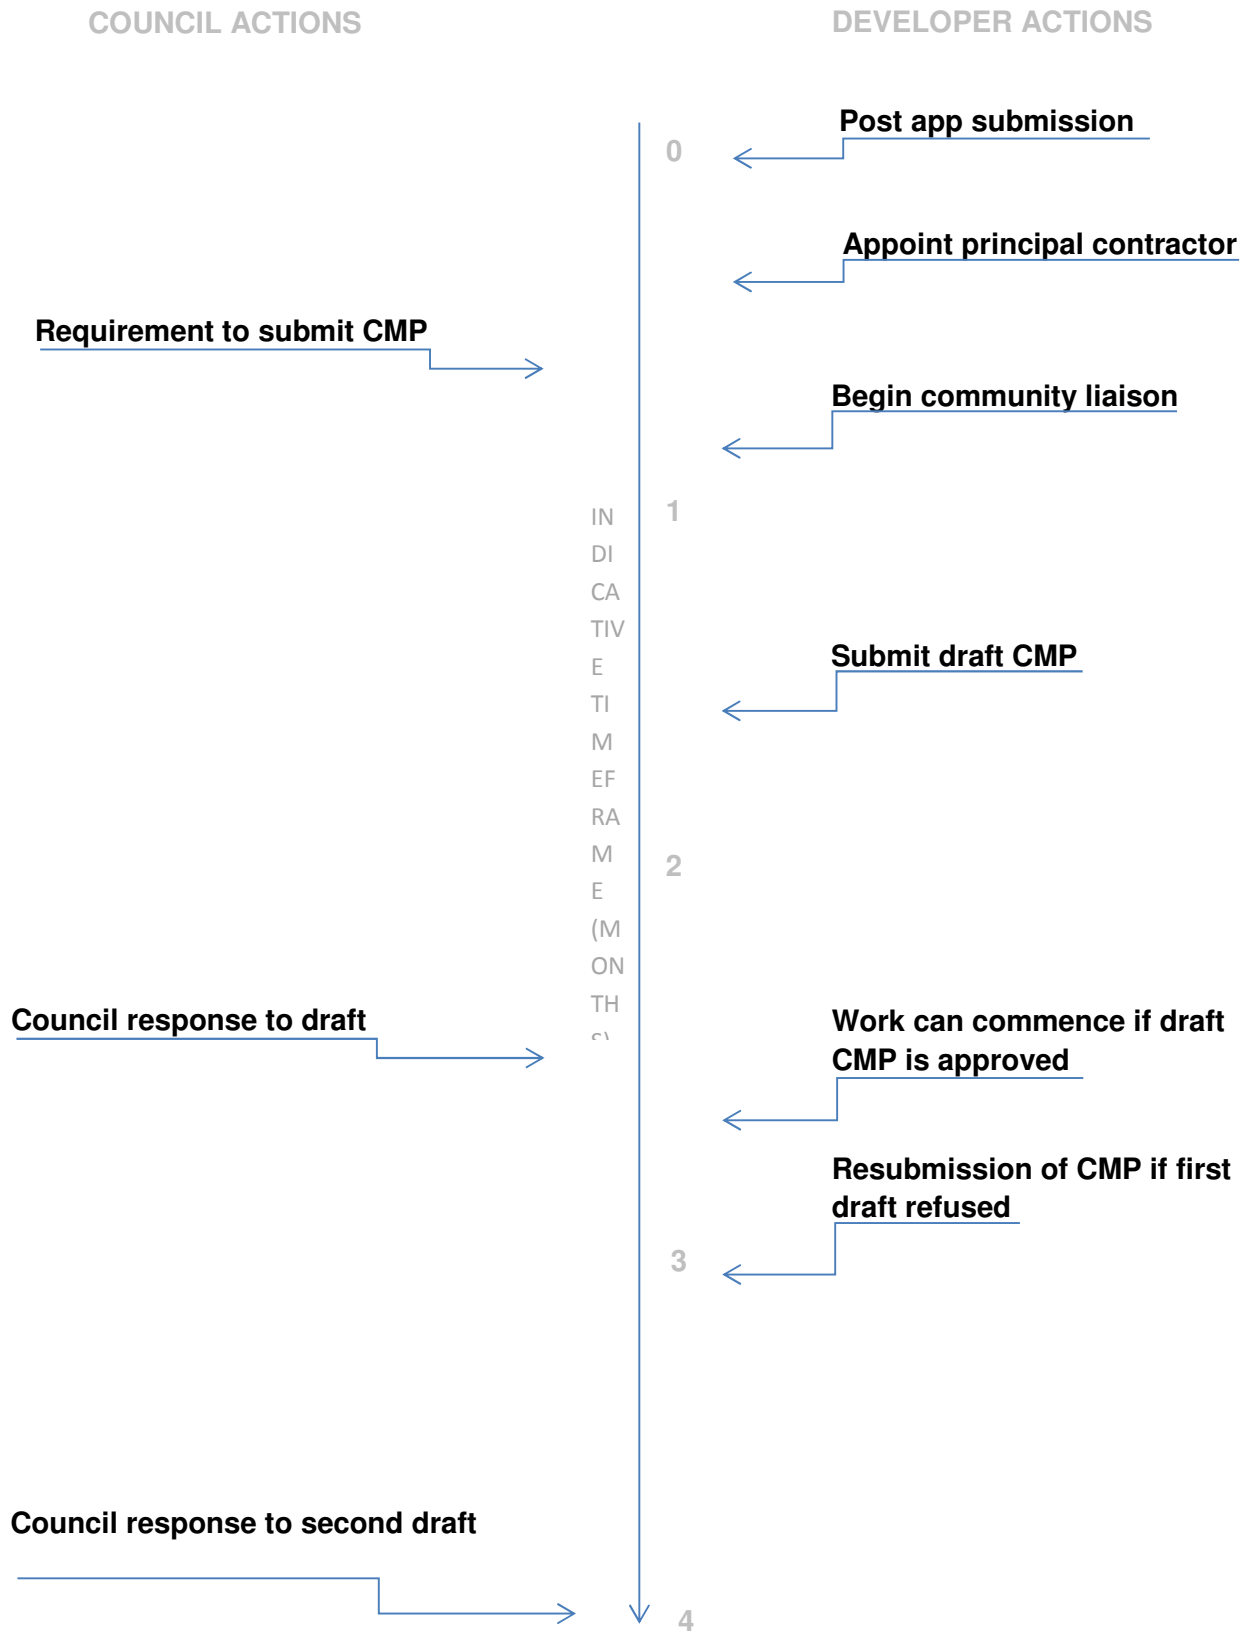 COUNCIL ACTIONS
DEVELOPER ACTIONS
Post app submission
0
Appoint principal contractor
Requirement to submit CMP
Begin community liaison
1
IN
DI
CA
TIV
E
TI
M
EF
RA
M
E
(M
ON
TH
S)
Submit draft CMP
2
Council response to draft
Work can commence if draft
CMP is approved
Resubmission of CMP if first
draft refused
3
Council response to second draft
4